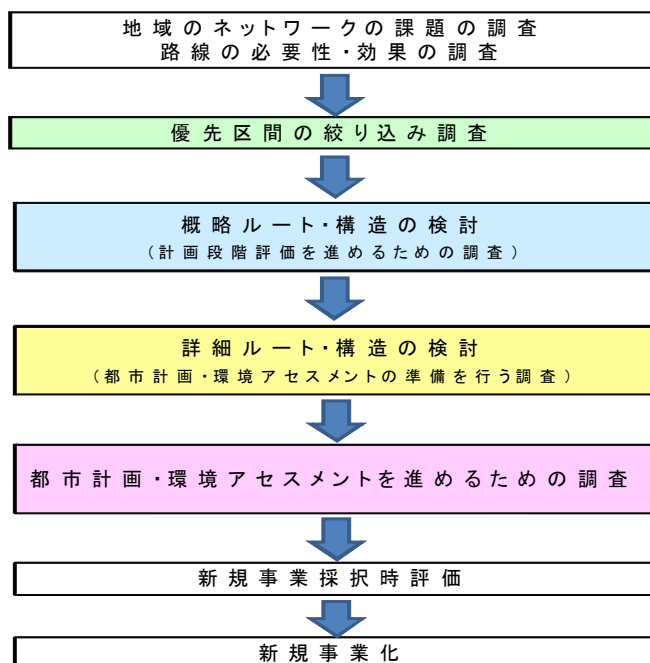 地域のネットワークの課題の調査
路線の必要性・効果の調査
優先区間の絞り込み調査
概略ルート・構造の検討
（計画段階評価を進めるための調査）
詳細ルート・構造の検討
（都市計画・環境アセスメントの準備を行う調査）
都市計画・環境アセスメントを進めるための調査
新規事業採択時評価
新規事業化